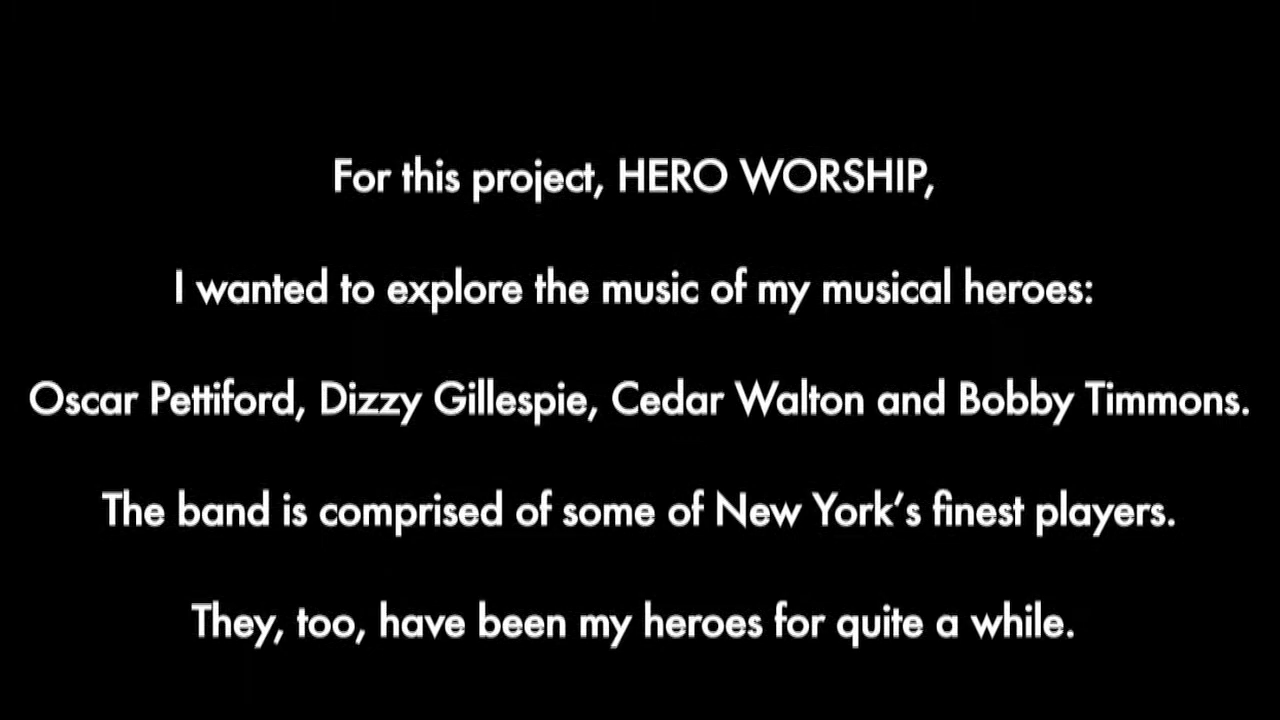 For this project, HERO WORSHIP,
I wanted to explore the music of my musical heroes:
Oscar Pettiford, Dizzy Gillespie, Cedar Walton and Bobby Timmons.
The band is comprised of some of New York’s finest players.
They, too, have been my heroes for quite a while.